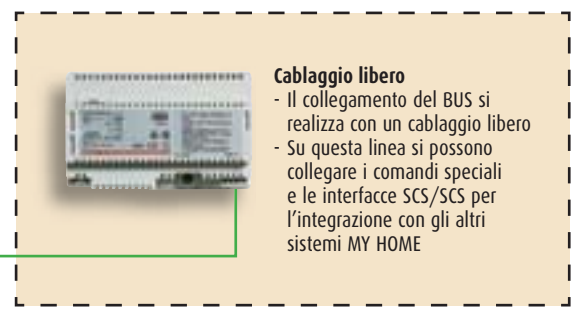 Cablaggio libero
- Il collegamento del BUS si
realizza con un cablaggio libero
- Su questa linea si possono
collegare i comandi speciali
e le interfacce SCS/SCS per
l'integrazione con gli altri
sistemi MY HOME